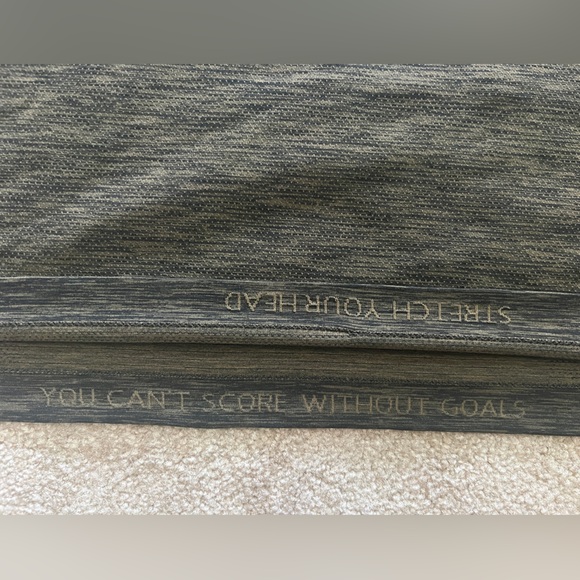 STRETCH YOUR HEAD
YOU CAN'T SCORE WITHOUT GOALS